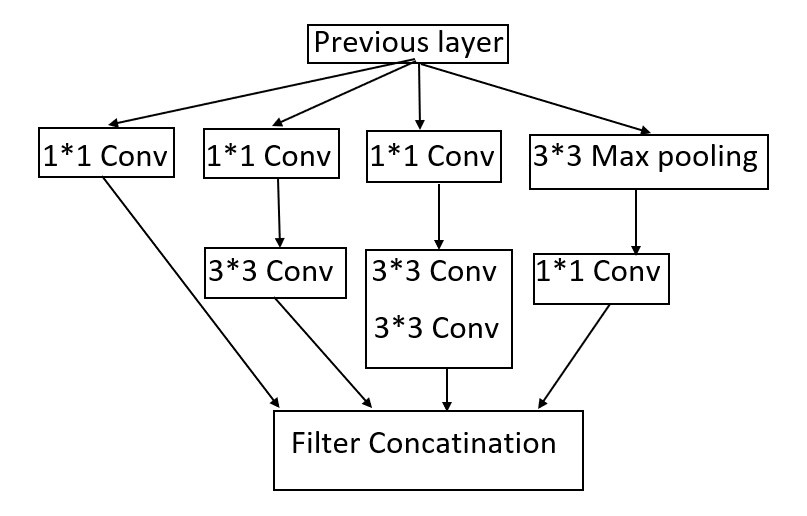 Previous layer
1*1 Conv
1*1 Conv
1*1 Conv
3*3 Max pooling
3*3 Conv
3*3 Conv
3*3 Conv
1*1 Conv
Filter Concatination